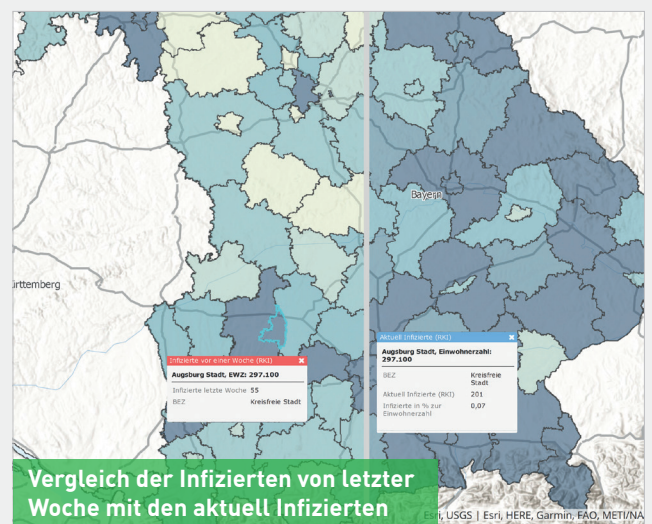 Bayern
irttemberg
Infizierte vor einer Woche (RKI)
Augsburg Stadt, EWZ: 297.100
Infizierte letzte Woche 55
BEZ Kreisfreie Stadt
Aktuell Infizierte (RKI)
Augsburg Stadt, Einwohnerzahl:
297.100
BEZ Kreisfreie
Stadt
Aktuell Infizierte (RKI) 201
Infizierte in % zur 0,07
Einwohnerzahl
Vergleich der Infizierten von letzter
Woche mit den aktuell Infizierten
Esri, USGS | Esri, HERE, Garmin, FAO, METI/NA